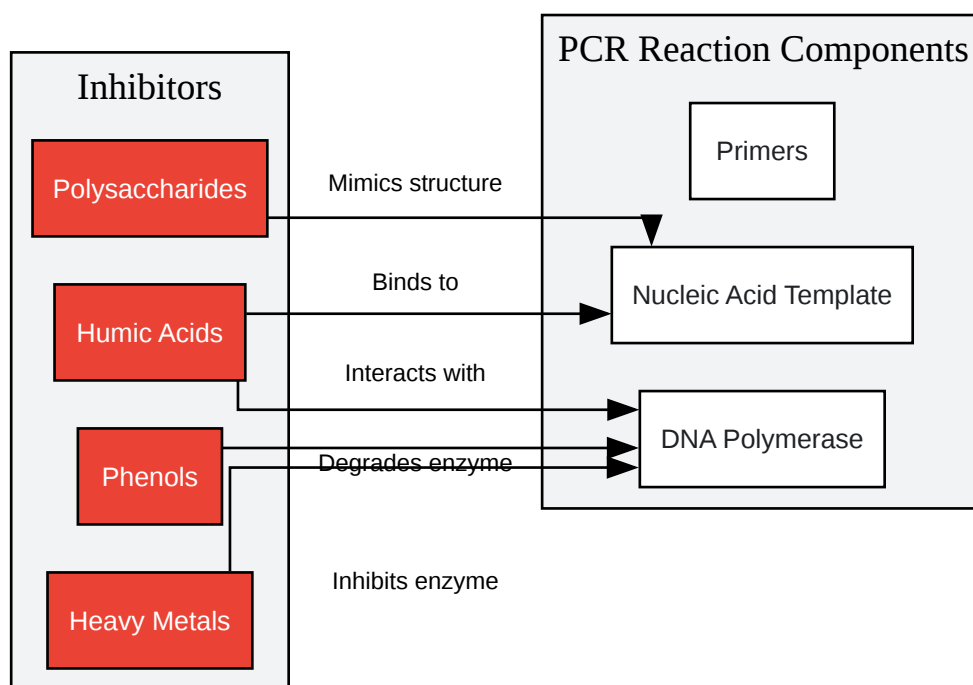 Inhibitors
Polysaccharides
Humic Acids
Phenols
Heavy Metals
Mimics structure
Binds to
Interacts with
Degrades enzyme
Inhibits enzyme
PCR Reaction Components
Primers
Nucleic Acid Template
DNA Polymerase